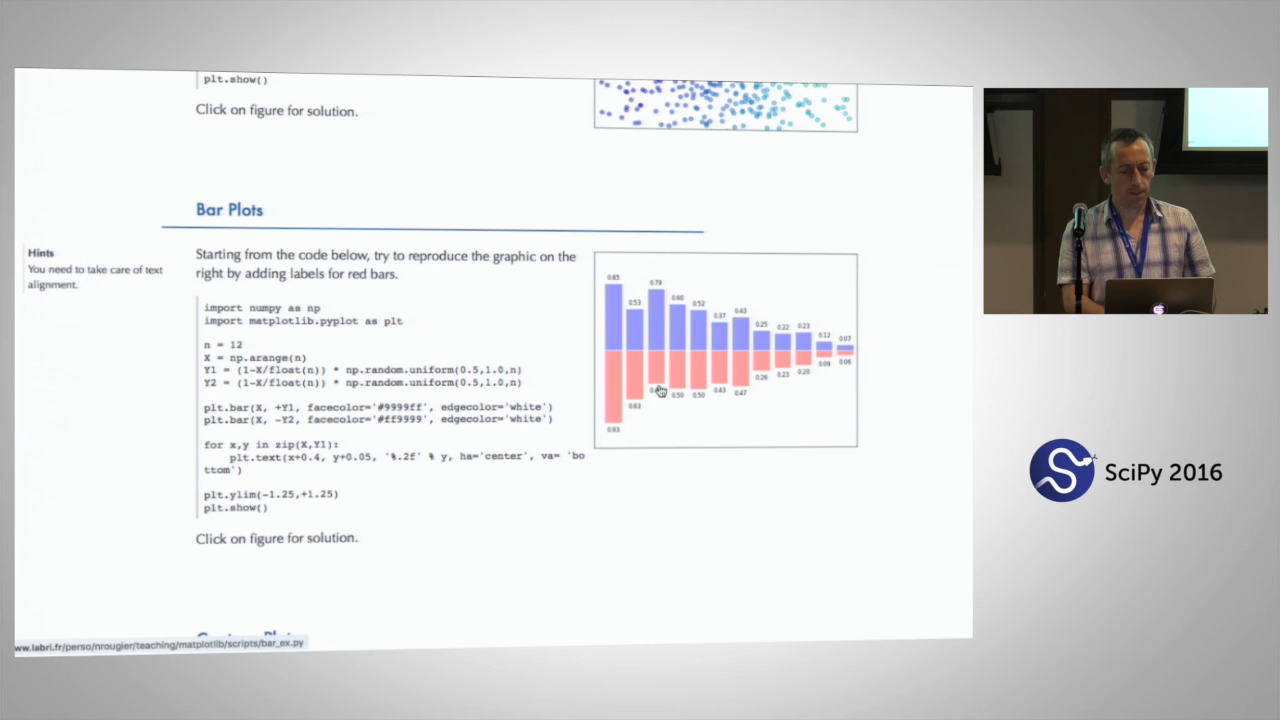 plt.show()
Click on figure for solution.
Bar Plots
Hints
You need to take care of text
alignment.
Starting from the code below, try to reproduce the graphic on the
right by adding labels for red bars.
import numpy as np
import matplotlib.pyplot as plt
n = 12
X = np.arange(n)
Y1 = (1-X/float(n)) * np.random.uniform(0.5,1.0,n)
Y2 = (1-X/float(n)) * np.random.uniform(0.5,1.0,n)
plt.bar(X, +Y1, facecolor='#9999ff', edgecolor='white')
plt.bar(X, -Y2, facecolor='#ff9999', edgecolor='white')
for x,y in zip(X,Y1):
plt.text(x+0.4, y+0.05, '%.2f' % y, ha='center', va= 'bo
ttom')
plt.ylim(-1.25,+1.25)
plt.show()
Click on figure for solution.
0.85 0.53 0.79 0.60 0.52 0.37 0.43 0.25 0.22 0.23 0.12 0.07
0.93 0.63 0.50 0.50 0.43 0.47 0.26 0.23 0.20 0.09 0.06
ww.labri.fr/perso/nrougier/teaching/matplotlib/scripts/bar_ex.py
SciPy 2016